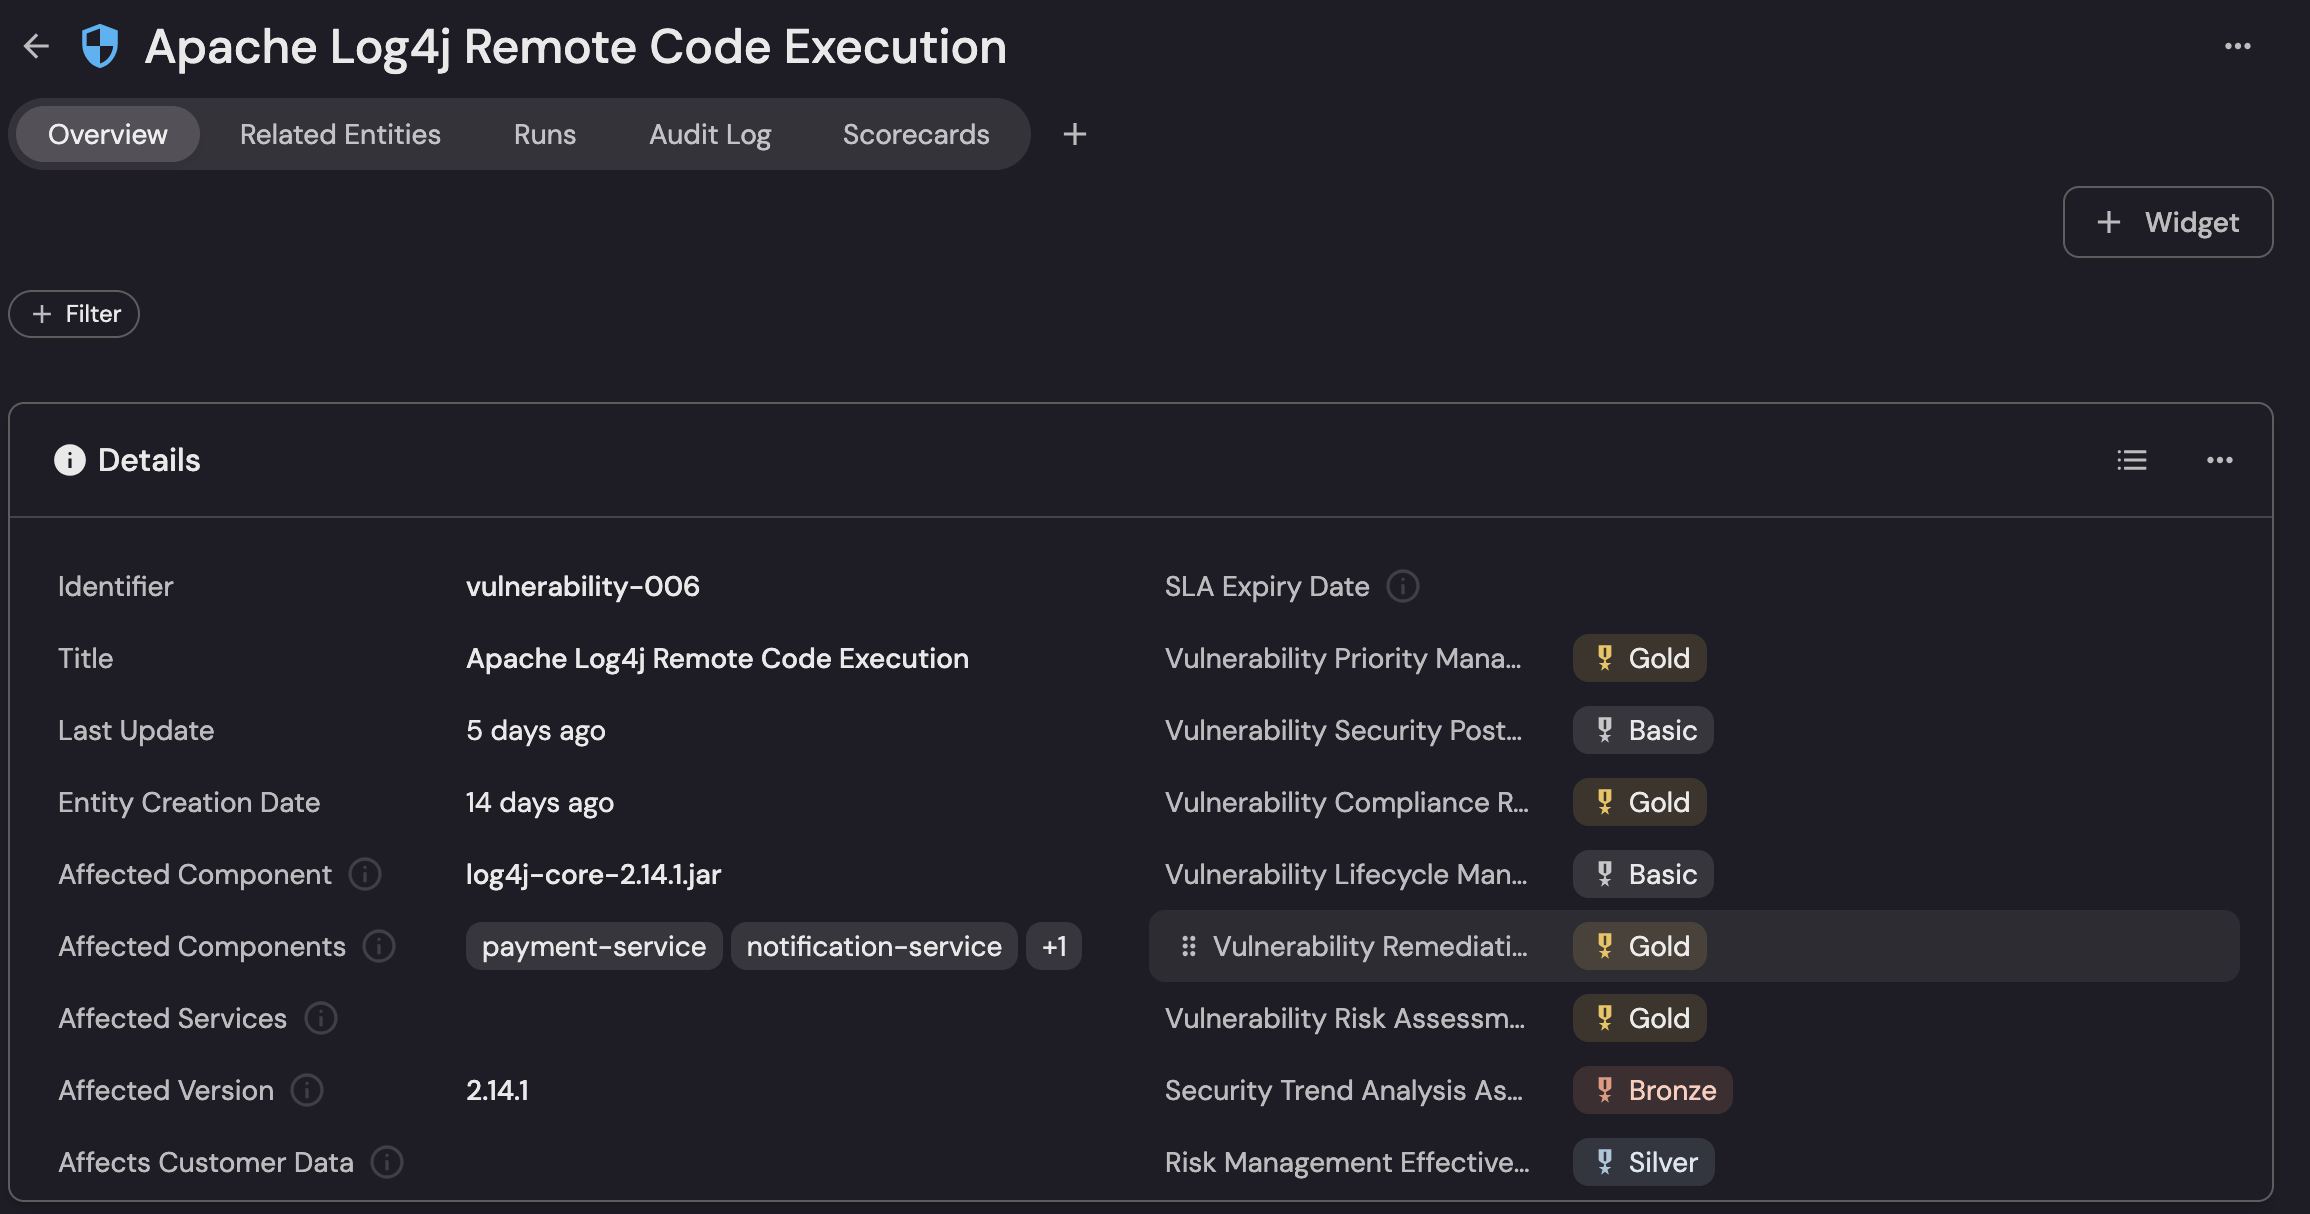 Apache Log4j Remote Code Execution
Overview Related Entities Runs Audit Log Scorecards
Widget
Filter
Details
Identifier vulnerability-006
Title Apache Log4j Remote Code Execution
Last Update 5 days ago
Entity Creation Date 14 days ago
Affected Component log4j-core-2.14.1.jar
Affected Components payment-service notification-service +1
Affected Services
Affected Version 2.14.1
Affects Customer Data
SLA Expiry Date
Vulnerability Priority Mana... Gold
Vulnerability Security Post... Basic
Vulnerability Compliance R... Gold
Vulnerability Lifecycle Man... Basic
Vulnerability Remediati... Gold
Vulnerability Risk Assessm... Gold
Security Trend Analysis As... Bronze
Risk Management Effective... Silver